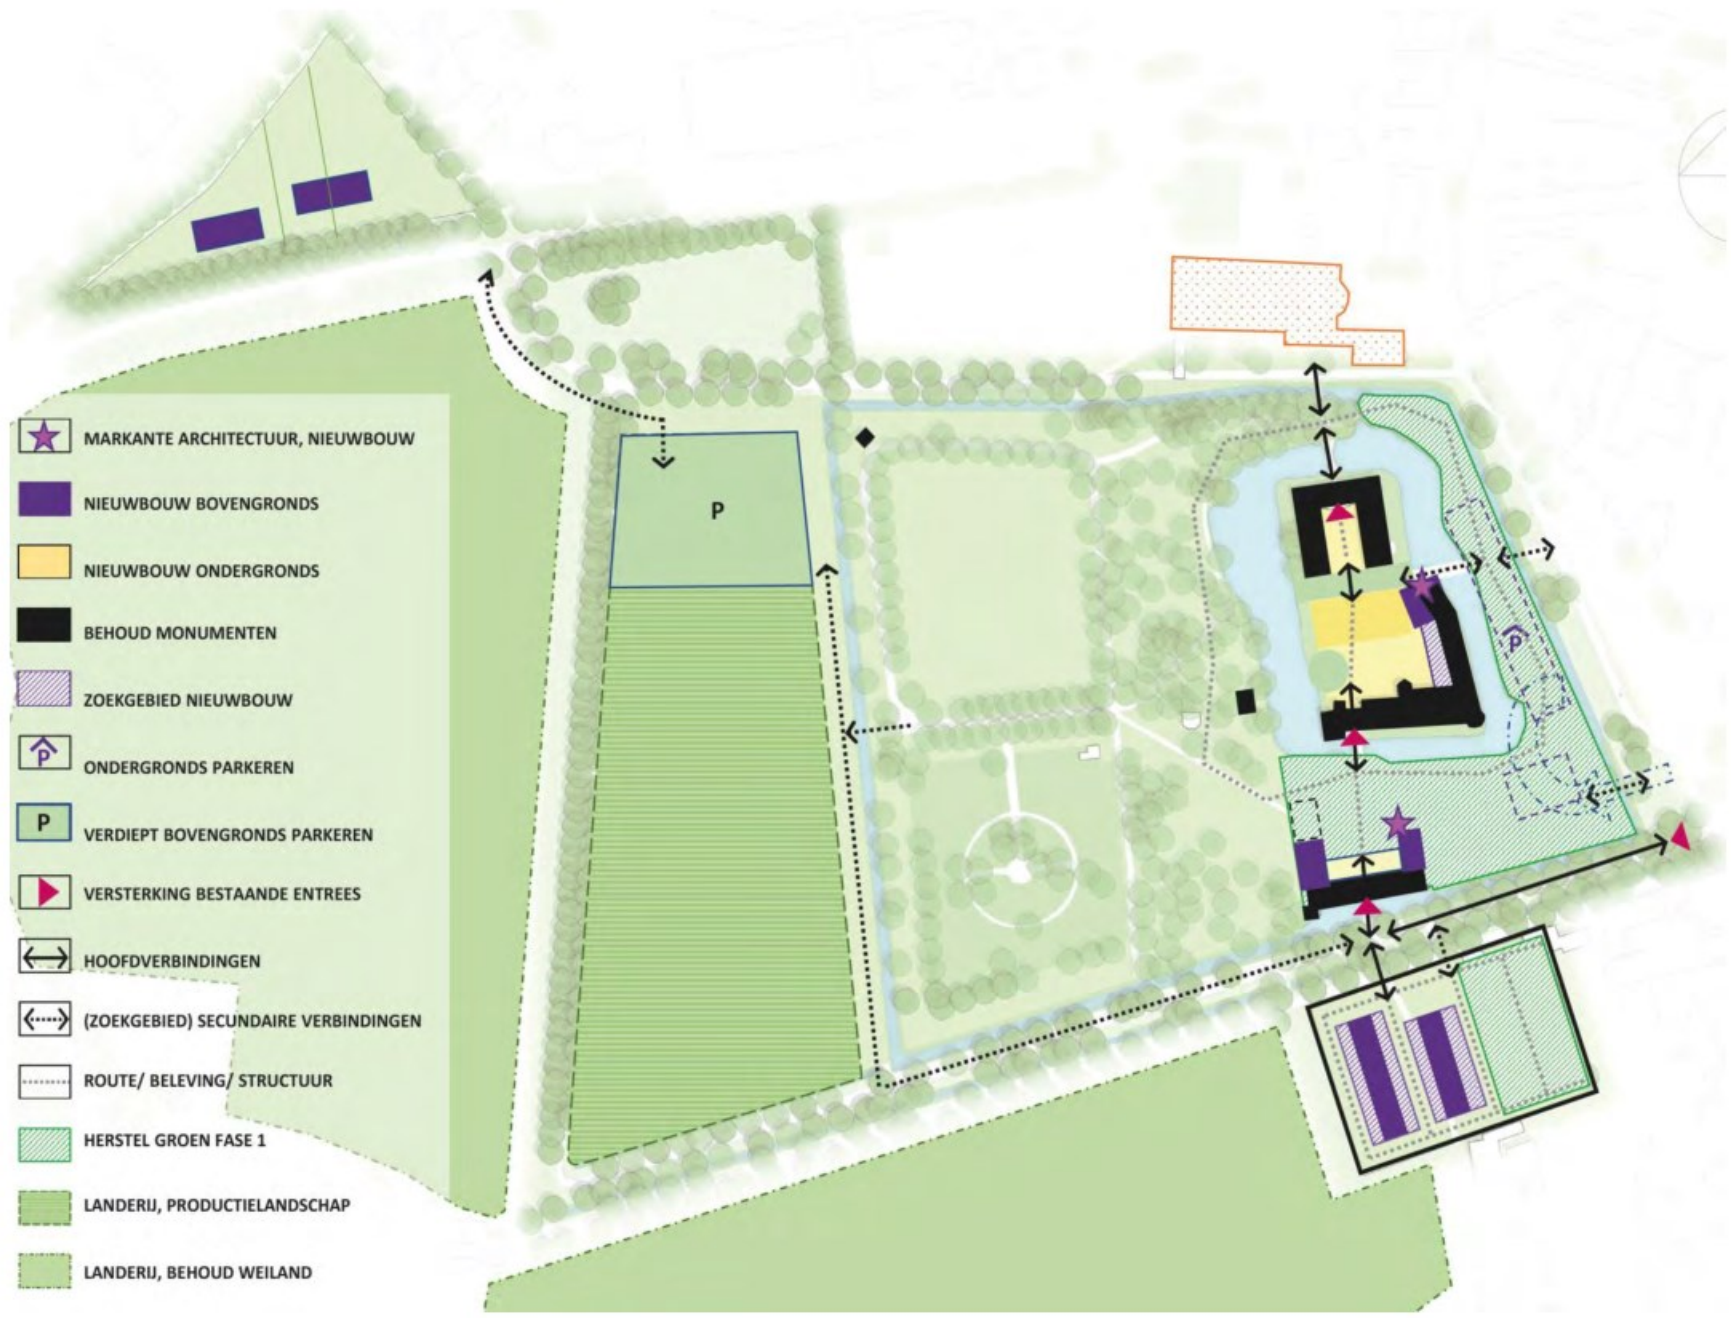 MARKANTE ARCHITECTUUR, NIEUWBOUW
NIEUWBOUW BOVENGRONDS
NIEUWBOUW ONDERGRONDS
BEHOUD MONUMENTEN
ZOEKGEBIED NIEUWBOUW
P
ONDERGRONDS PARKEREN
P
VERDIEPT BOVENGRONDS PARKEREN
VERSTERKING BESTAANDE ENTREES
HOOFDVERBINDINGEN
(ZOEKGEBIED) SECUNDAIRE VERBINDINGEN
ROUTE/ BELEVING/ STRUCTUUR
HERSTEL GROEN FASE 1
LANDERIJ, PRODUCTIELANDSCHAP
LANDERIJ, BEHOUD WEILAND
P
P